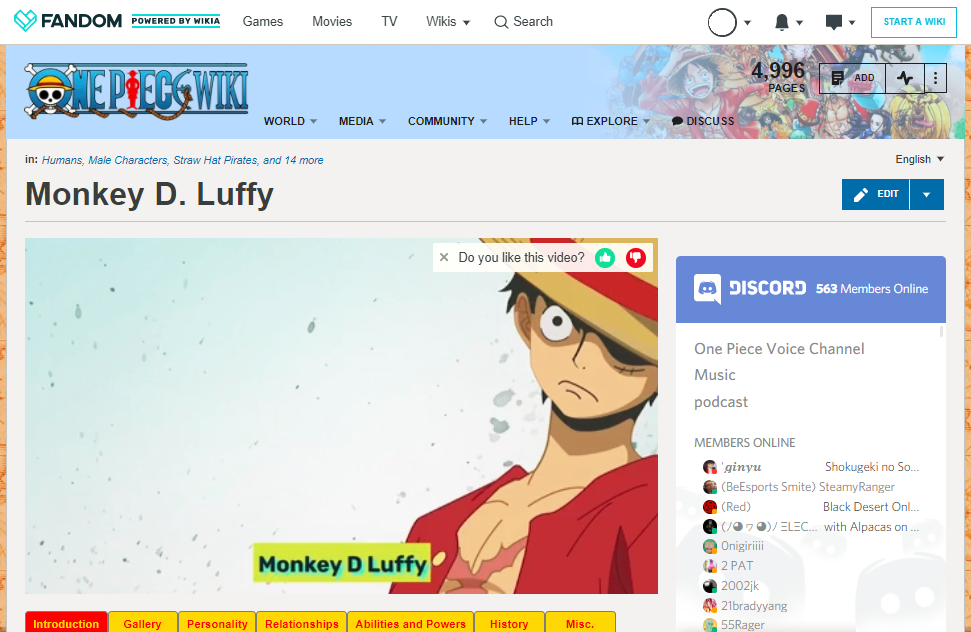 FANDOM POWERED BY WIKIA Games Movies TV Wikis Search START A WIKI
ONE PIECE WIKI
4,996
PAGES
ADD
WORLD MEDIA COMMUNITY HELP EXPLORE DISCUSS
in: Humans, Male Characters, Straw Hat Pirates, and 14 more
English
Monkey D. Luffy
EDIT
Do you like this video?
Monkey D Luffy
DISCORD 563 Members Online
One Piece Voice Channel
Music
podcast
MEMBERS ONLINE
'ginyu Shokugeki no So...
(BeEsports Smite) SteamyRanger
(Red) Black Desert Onl...
with Alpacas on ...
0nigiriiii
2 PAT
2002jk
21bradyyang
55Rager
Introduction Gallery Personality Relationships Abilities and Powers History Misc.